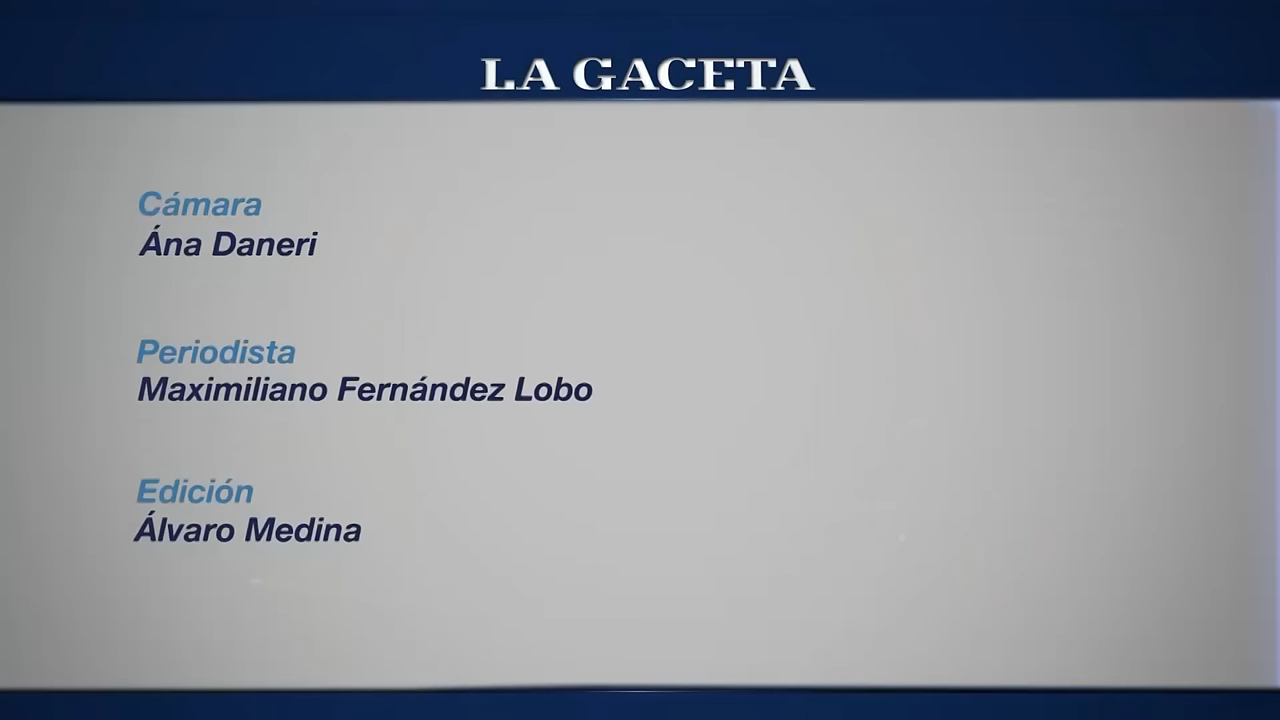 LA GACETA
Cámara
Ána Daneri
Periodista
Maximiliano Fernández Lobo
Edición
Álvaro Medina